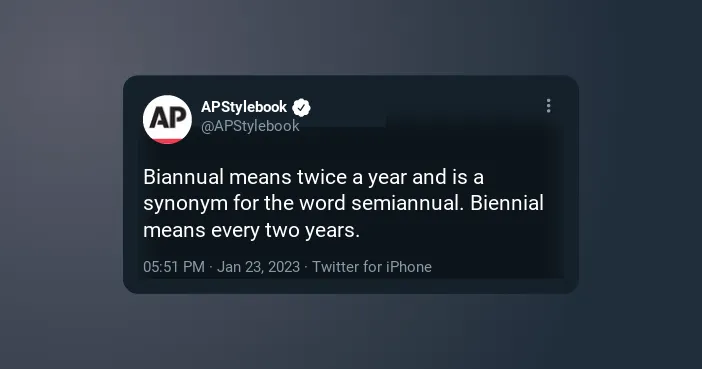 AP
APStylebook
@APStylebook
Biannual means twice a year and is a
synonym for the word semiannual. Biennial
means every two years.
05:51 PM · Jan 23, 2023 · Twitter for iPhone